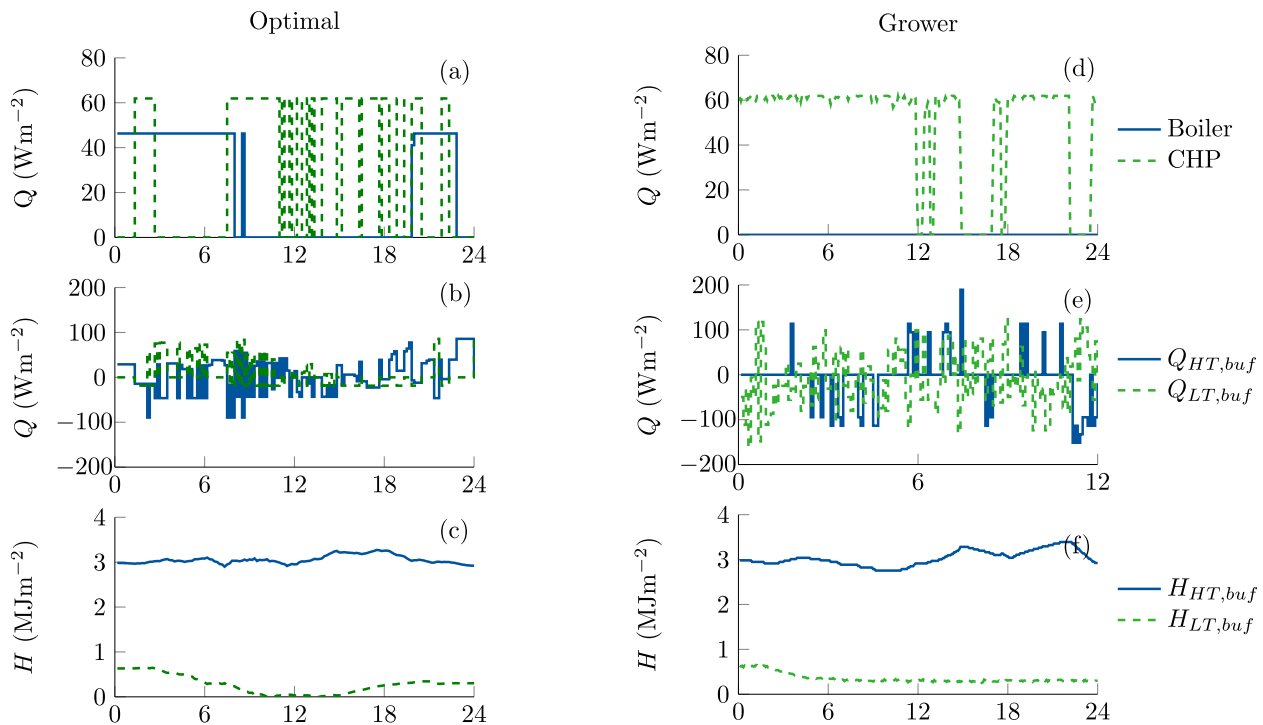 Optimal
Grower
80
60
40
20
0
0 6 12 18 24
Q (Wm−2)
(a)
80
60
40
20
0
0 6 12 18 24
Q (Wm−2)
(d)
Boiler
CHP
200
100
0
−100
−200
0 6 12 18 24
Q (Wm−2)
(b)
200
100
0
−100
−200
0 6 12
Q (Wm−2)
(e)
QHT,buf
QLT,buf
4
3
2
1
0
0 6 12 18 24
H (MJm−2)
(c)
4
3
2
1
0
0 6 12 18 24
H (MJm−2)
(f)
HHT,buf
HLT,buf